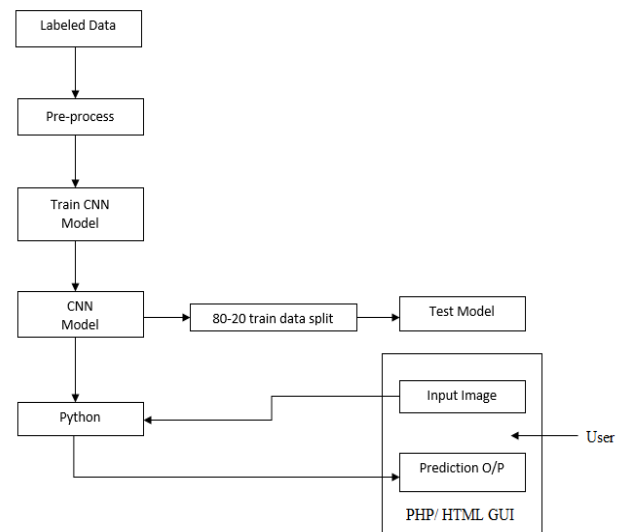 Labeled Data
Pre-process
Train CNN
Model
CNN
Model
80-20 train data split
Test Model
Python
Input Image
User
Prediction O/P
PHP/ HTML GUI